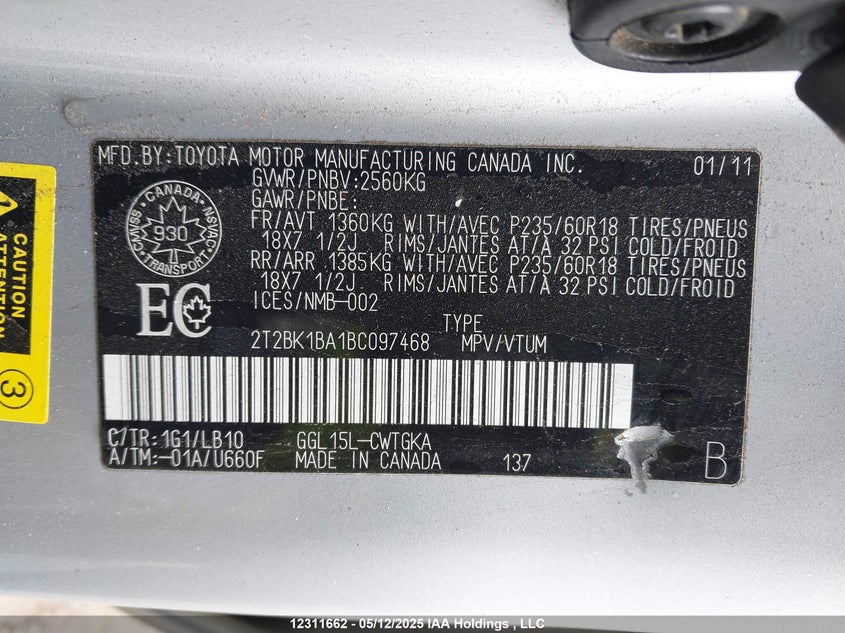 MFD.BY:TOYOTA MOTOR MANUFACTURING CANADA INC. 01/11
GVWR/PNBV:2560KG
GAWR/PNBE:
FR/AVT 1360KG WITH/AVEC P235/60R18 TIRES/PNEUS
18X7 1/2J RIMS/JANTES AT/A 32 PSI COLD/FROID
RR/ARR 1385KG WITH/AVEC P235/60R18 TIRES/PNEUS
18X7 1/2J RIMS/JANTES AT/A 32 PSI COLD/FROID
ICES/NMB-002
CANADA
CMVSS
NSVAC
930
TRANSPORT
EC
TYPE
2T2BK1BA1BC097468 MPV/VTUM
C/TR:1G1/LB10 GGL15L-CWTGKA
A/TM:-01A/U660F MADE IN CANADA 137 B
CAUTION
3
12311662 - 05/12/2025 IAA Holdings , LLC